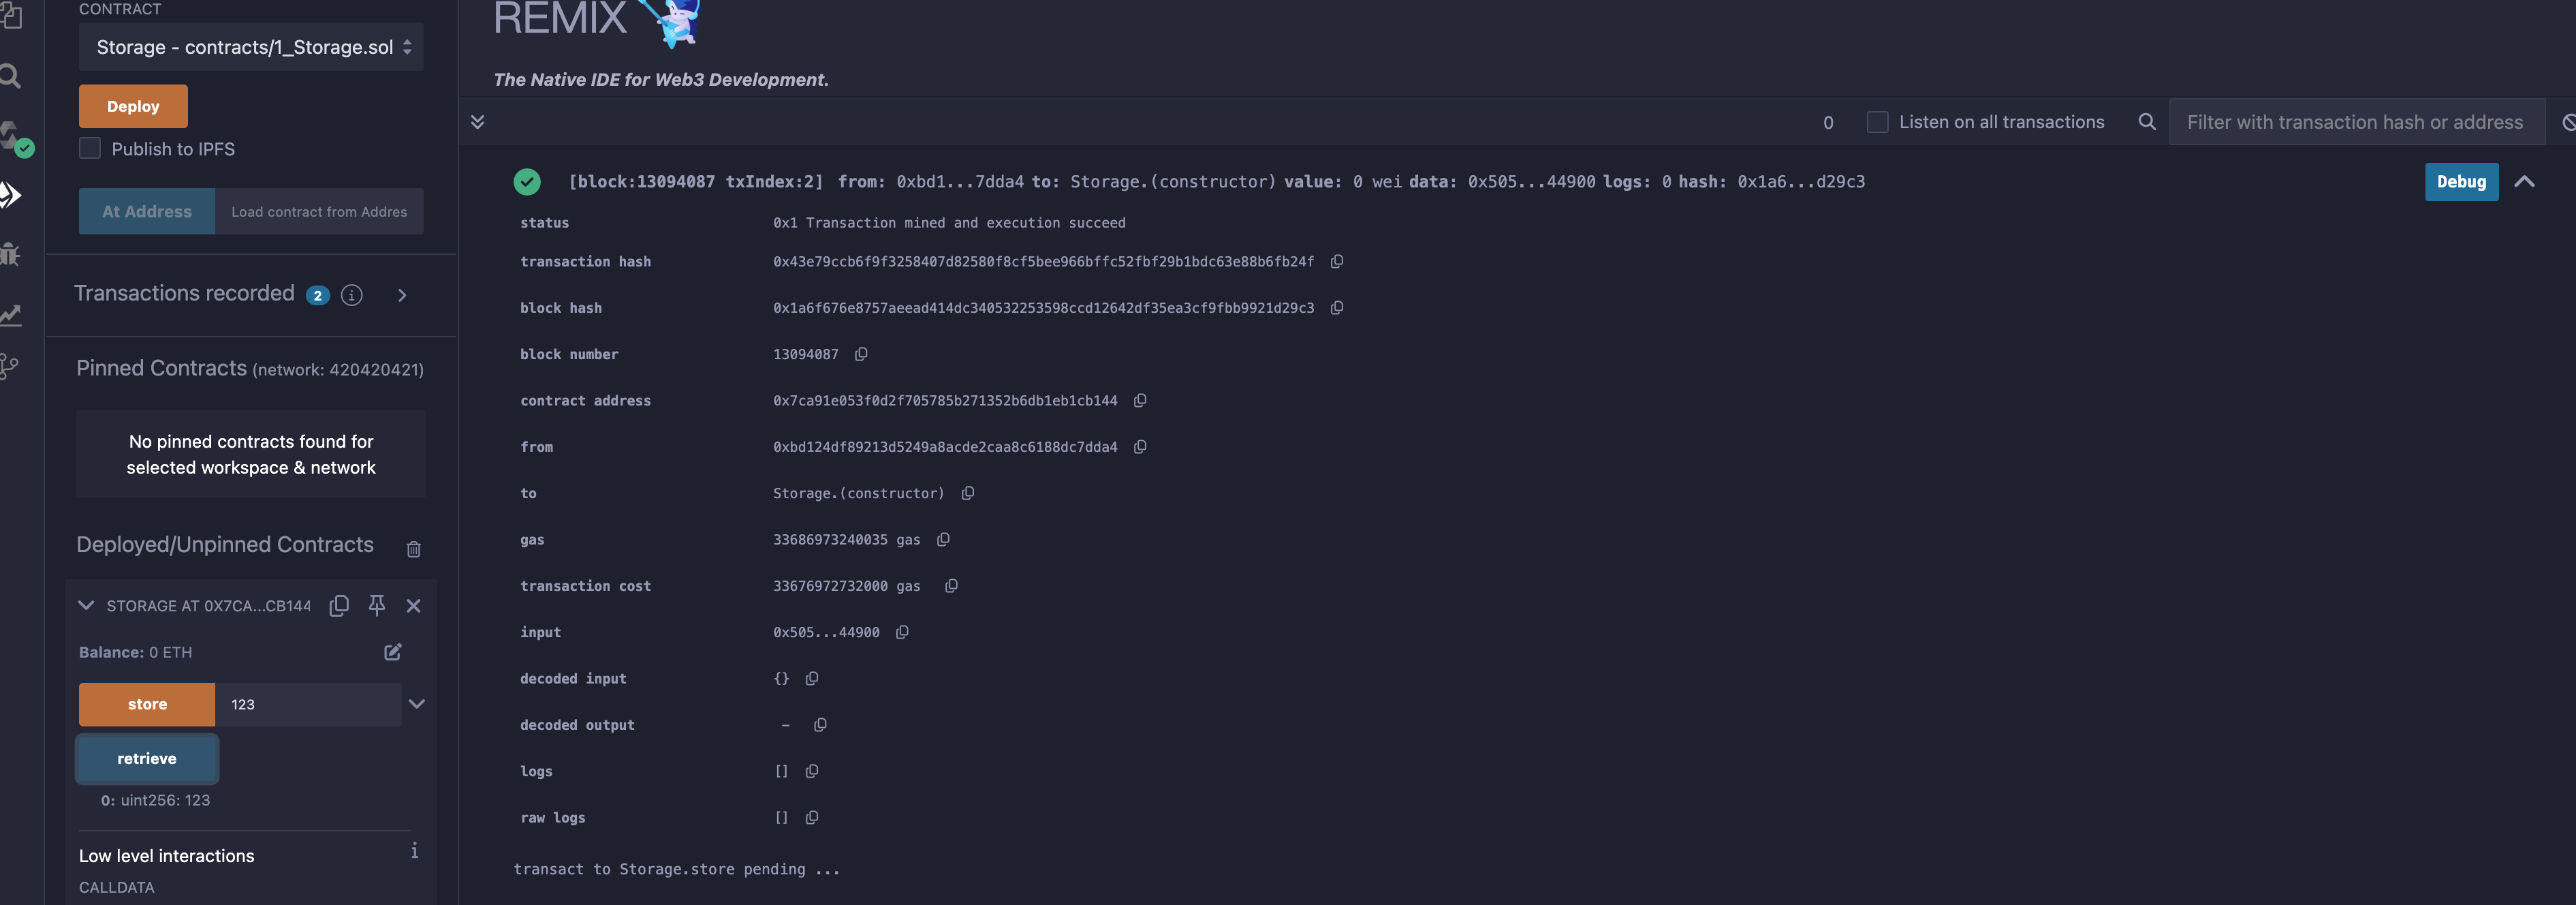 CONTRACT
Storage - contracts/1_Storage.sol
Deploy
Publish to IPFS
At Address Load contract from Addres
Transactions recorded 2
Pinned Contracts (network: 420420421)
No pinned contracts found for
selected workspace & network
Deployed/Unpinned Contracts
STORAGE AT 0X7CA...CB144
Balance: 0 ETH
store 123
retrieve
0: uint256: 123
Low level interactions
CALLDATA
REMIX
The Native IDE for Web3 Development.
0 Listen on all transactions Filter with transaction hash or address
[block:13094087 txIndex:2] from: 0xbd1...7dda4 to: Storage.(constructor) value: 0 wei data: 0x505...44900 logs: 0 hash: 0x1a6...d29c3 Debug
status 0x1 Transaction mined and execution succeed
transaction hash 0x43e79ccb6f9f3258407d82580f8cf5bee966bffc52fbf29b1bdc63e88b6fb24f
block hash 0x1a6f676e8757aeead414dc340532253598ccd12642df35ea3cf9fbb9921d29c3
block number 13094087
contract address 0x7ca91e053f0d2f705785b271352b6db1eb1cb144
from 0xbd124df89213d5249a8acde2caa8c6188dc7dda4
to Storage.(constructor)
gas 33686973240035 gas
transaction cost 33676972732000 gas
input 0x505...44900
decoded input {}
decoded output -
logs []
raw logs []
transact to Storage.store pending ...